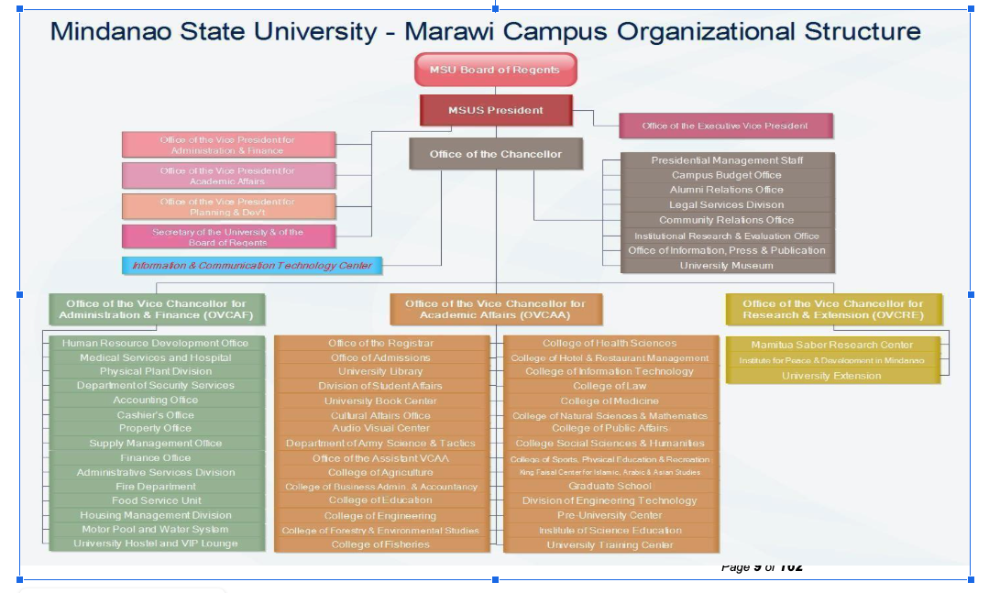 Mindanao State University - Marawi Campus Organizational Structure
MSU Board of Regents
MSUS President
Office of the Executive Vice President
Office of the Vice President for
Administration & Finance
Office of the Vice President for
Academic Affairs
Office of the Vice President for
Planning & Dev't.
Secretary of the University & of the
Board of Regents
Information & Communication Technology Center
Office of the Chancellor
Presidential Management Staff
Campus Budget Office
Alumni Relations Office
Legal Services Divison
Community Relations Office
Institutional Research & Evaluation Office
Office of Information, Press & Publication
University Museum
Office of the Vice Chancellor for
Administration & Finance (OVCAF)
Human Resource Development Office
Medical Services and Hospital
Physical Plant Division
Department of Security Services
Accounting Office
Cashier's Office
Property Office
Supply Management Office
Finance Office
Administrative Services Division
Fire Department
Food Service Unit
Housing Management Division
Motor Pool and Water System
University Hostel and VIP Lounge
Office of the Vice Chancellor for
Academic Affairs (OVCAA)
Office of the Registrar
Office of Admissions
University Library
Division of Student Affairs
University Book Center
Cultural Affairs Office
Audio Visual Center
Department of Army Science & Tactics
Office of the Assistant VCAA
College of Agriculture
College of Business Admin. & Accountancy
College of Education
College of Engineering
College of Forestry & Environmental Studies
College of Fisheries
College of Health Sciences
College of Hotel & Restaurant Management
College of Information Technology
College of Law
College of Medicine
College of Natural Sciences & Mathematics
College of Public Affairs
College Social Sciences & Humanities
College of Sports, Physical Education & Recreation
King Faisal Center for Islamic, Arabic & Asian Studies
Graduate School
Division of Engineering Technology
Pre-University Center
Institute of Science Education
University Training Center
Office of the Vice Chancellor for
Research & Extension (OVCRE)
Mamitua Saber Research Center
Institute for Peace & Development in Mindanao
University Extension
Page 9 of 102